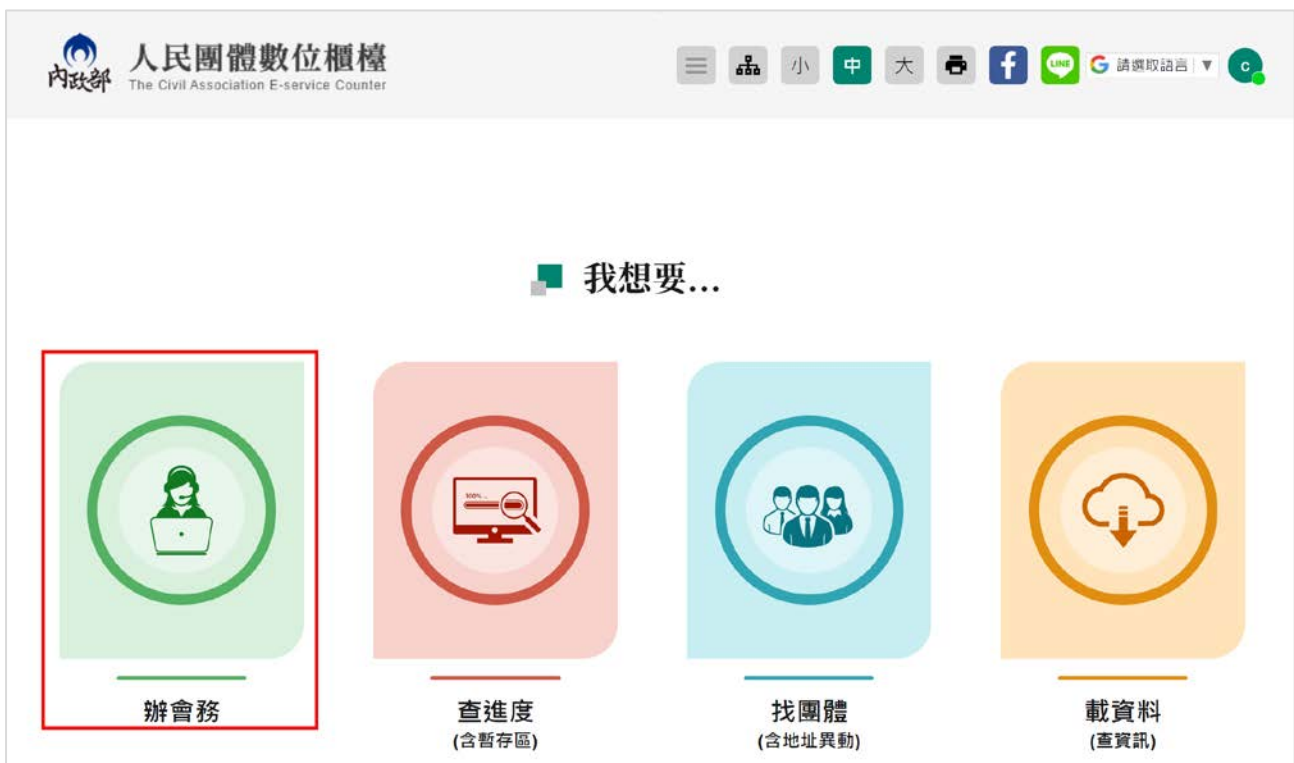 內政部
人民團體數位櫃檯
The Civil Association E-service Counter
小 中 大 f LINE G 請選取語言 ▼ C
我想要...
100% ...
辦會務
查進度
(含暫存區)
找團體
(含地址異動)
載資料
(查資訊)